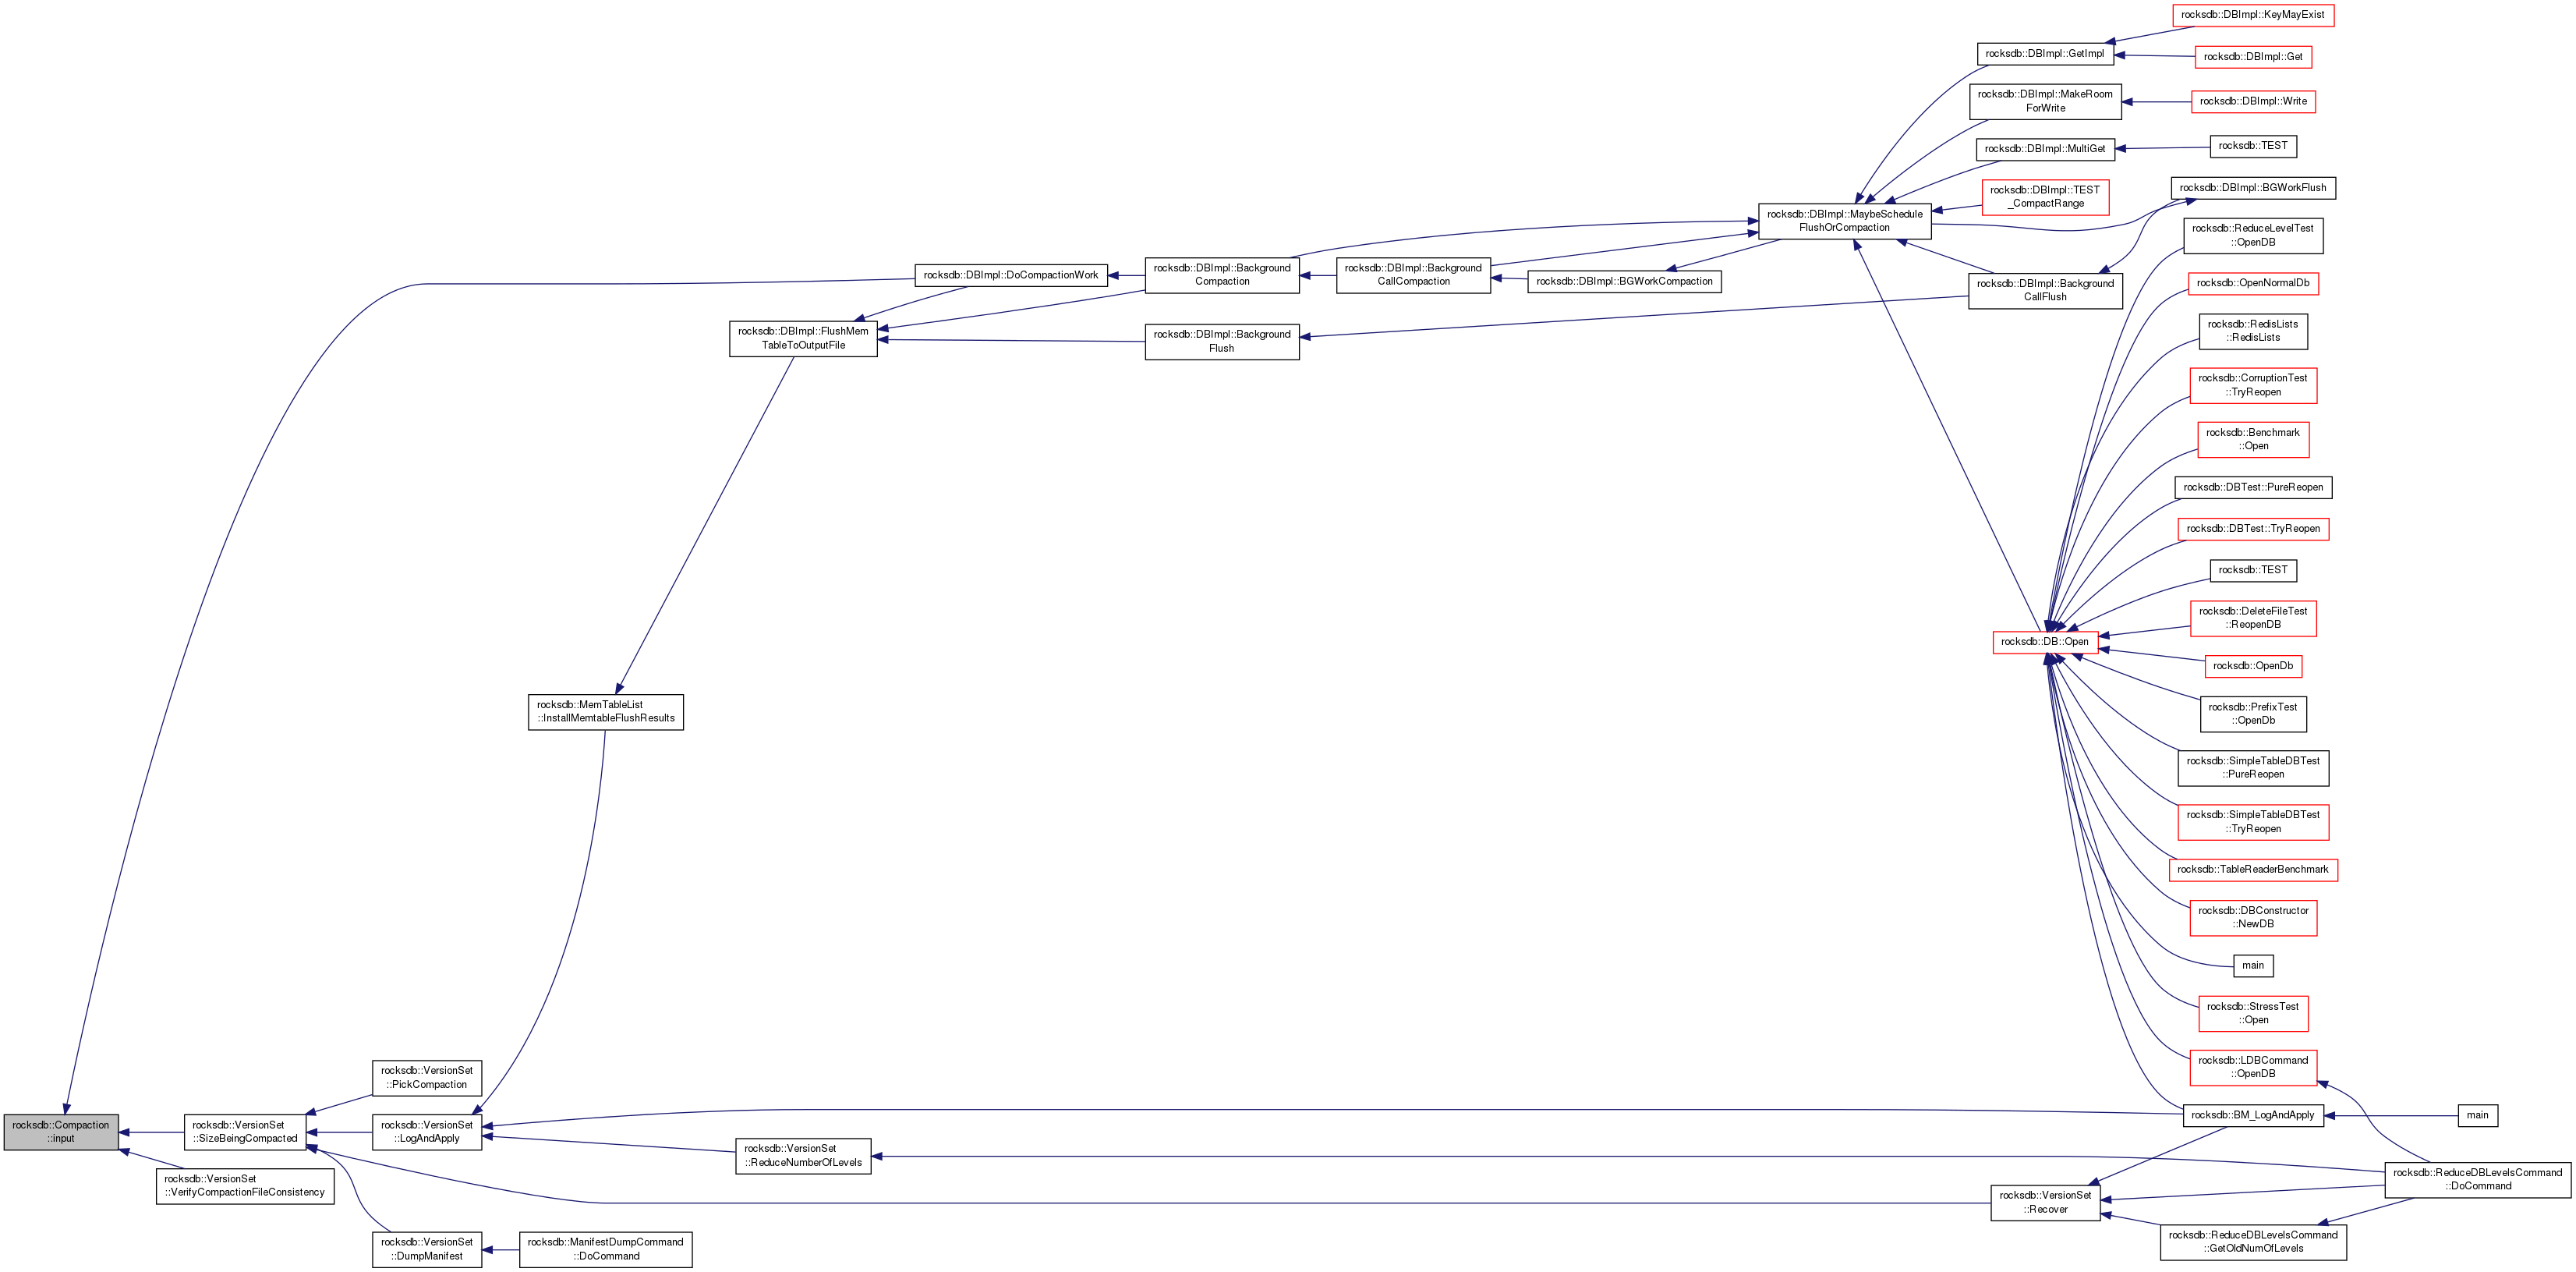 rocksdb::DBImpl::KeyMayExist
rocksdb::DBImpl::GetImpl
rocksdb::DBImpl::Get
rocksdb::DBImpl::MakeRoom
ForWrite
rocksdb::DBImpl::Write
rocksdb::DBImpl::MultiGet
rocksdb::TEST
rocksdb::DBImpl::TEST
_CompactRange
rocksdb::DBImpl::BGWorkFlush
rocksdb::DBImpl::MaybeSchedule
FlushOrCompaction
rocksdb::ReduceLevelTest
::OpenDB
rocksdb::DBImpl::DoCompactionWork
rocksdb::DBImpl::Background
Compaction
rocksdb::DBImpl::Background
CallCompaction
rocksdb::DBImpl::BGWorkCompaction
rocksdb::DBImpl::Background
CallFlush
rocksdb::OpenNormalDb
rocksdb::DBImpl::FlushMem
TableToOutputFile
rocksdb::DBImpl::Background
Flush
rocksdb::RedisLists
::RedisLists
rocksdb::CorruptionTest
::TryReopen
rocksdb::Benchmark
::Open
rocksdb::DBTest::PureReopen
rocksdb::DBTest::TryReopen
rocksdb::TEST
rocksdb::DeleteFileTest
::ReopenDB
rocksdb::DB::Open
rocksdb::OpenDb
rocksdb::MemTableList
::InstallMemtableFlushResults
rocksdb::PrefixTest
::OpenDb
rocksdb::SimpleTableDBTest
::PureReopen
rocksdb::SimpleTableDBTest
::TryReopen
rocksdb::TableReaderBenchmark
rocksdb::DBConstructor
::NewDB
main
rocksdb::StressTest
::Open
rocksdb::LDBCommand
::OpenDB
rocksdb::VersionSet
::PickCompaction
rocksdb::Compaction
::input
rocksdb::VersionSet
::SizeBeingCompacted
rocksdb::VersionSet
::LogAndApply
rocksdb::BM_LogAndApply
main
rocksdb::VersionSet
::ReduceNumberOfLevels
rocksdb::VersionSet
::VerifyCompactionFileConsistency
rocksdb::ReduceDBLevelsCommand
::DoCommand
rocksdb::VersionSet
::Recover
rocksdb::VersionSet
::DumpManifest
rocksdb::ManifestDumpCommand
::DoCommand
rocksdb::ReduceDBLevelsCommand
::GetOldNumOfLevels